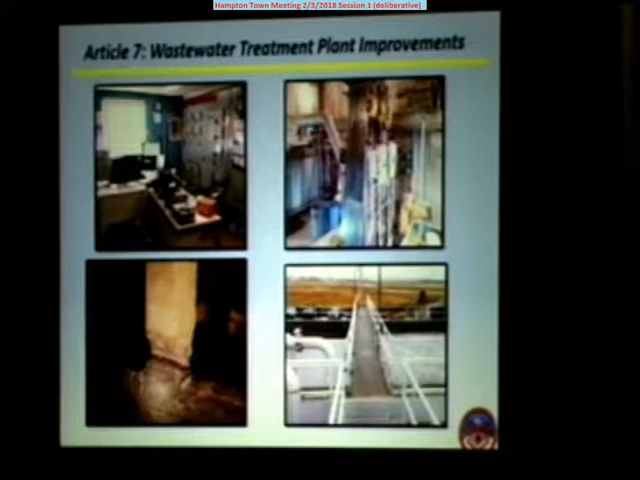 Hampton Town Meeting 2/3/2018 Session 1 (deliberative)
Article 7: Wastewater Treatment Plant Improvements